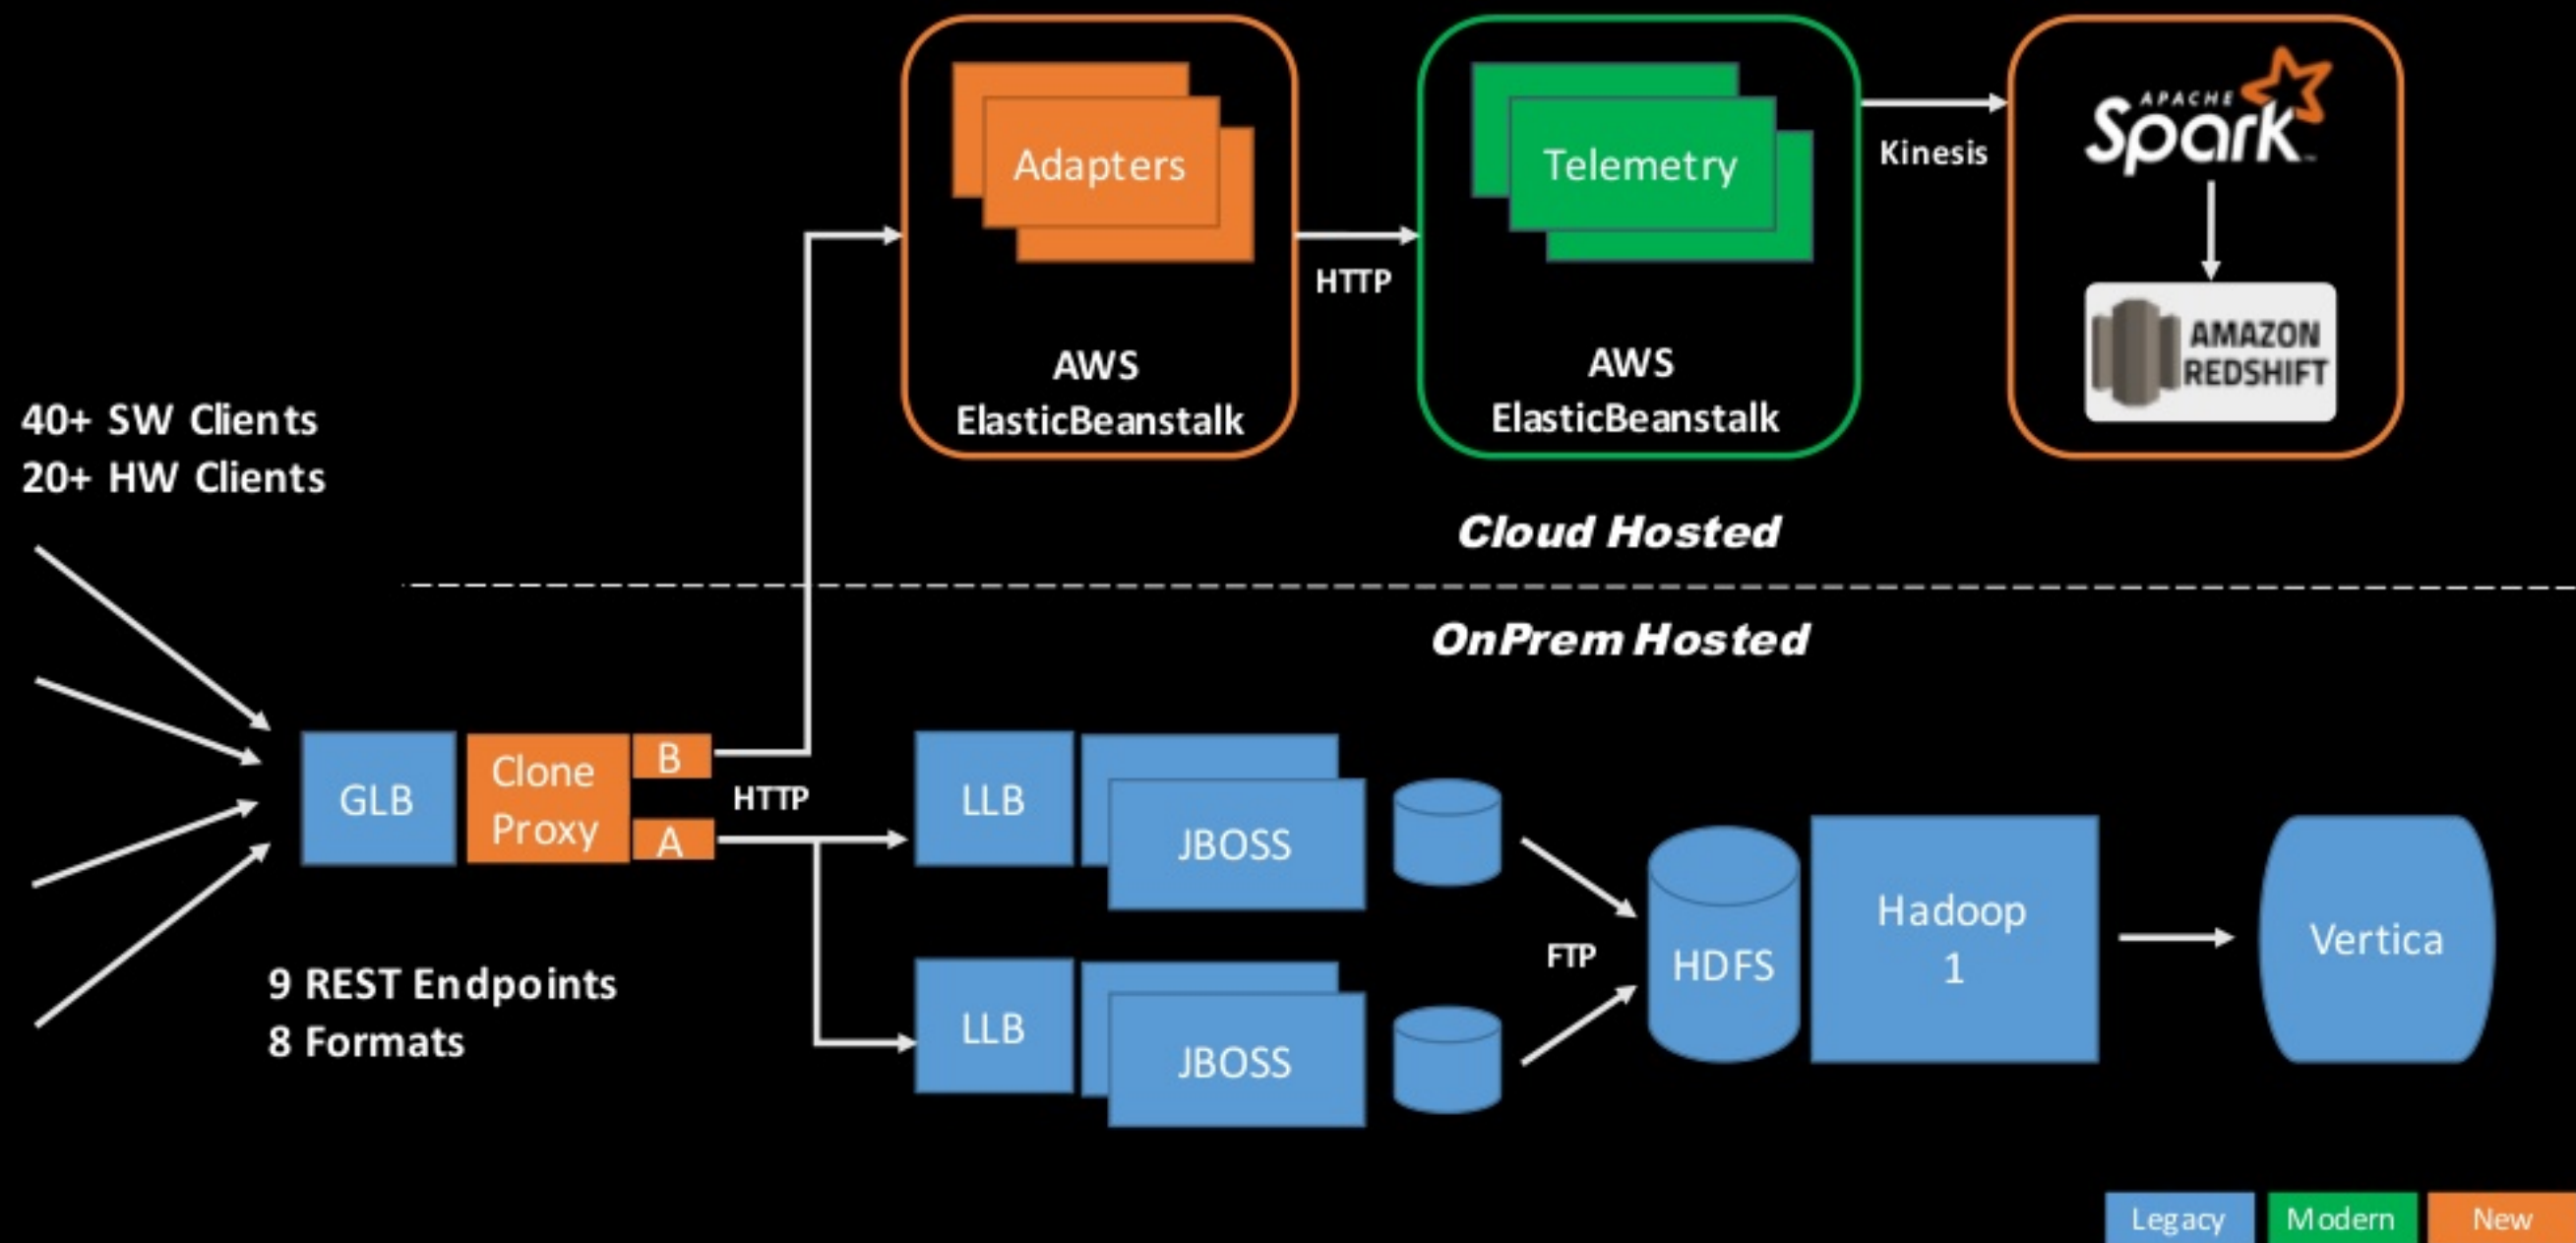 Adapters
AWS
ElasticBeanstalk
HTTP
Telemetry
AWS
ElasticBeanstalk
Kinesis
APACHE
Spark
AMAZON
REDSHIFT
40+ SW Clients
20+ HW Clients
Cloud Hosted
OnPrem Hosted
GLB
Clone
Proxy
B
A
HTTP
9 REST Endpoints
8 Formats
LLB
JBOSS
LLB
JBOSS
FTP
HDFS
Hadoop
1
Vertica
Legacy
Modern
New